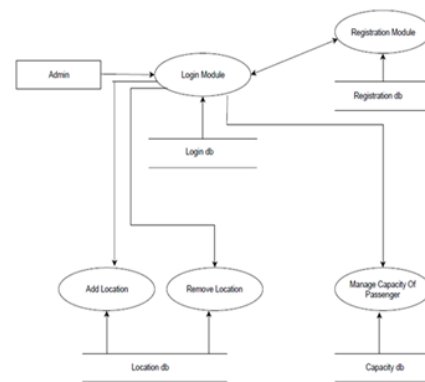 Registration Module
Admin
Login Module
Registration db
Login db
Add Location
Remove Location
Manage Capacity Of
Passenger
Location db
Capacity db